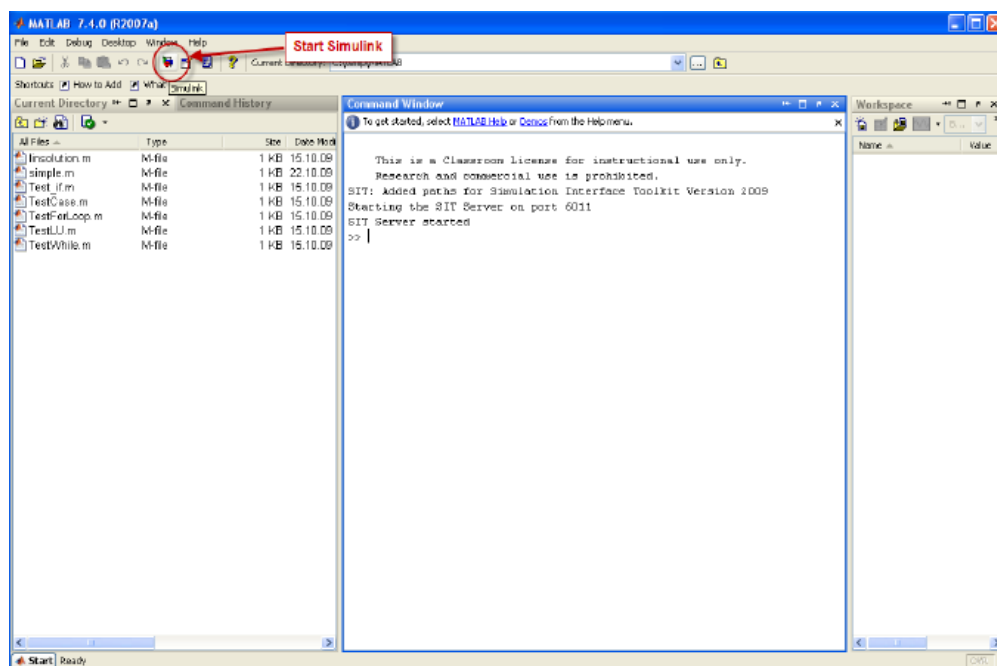 MATLAB 7.4.0 (R2007a)
File Edit Debug Desktop Window Help
Start Simulink
Current Directory:
Shortcuts How to Add What
Simulink
Current Directory Command History
All Files Type Size Date Modi
linsolution.m M-file 1 KB 15.10.09
simple.m M-file 1 KB 22.10.09
Test_if.m M-file 1 KB 15.10.09
TestCase.m M-file 1 KB 15.10.09
TestForLoop.m M-file 1 KB 15.10.09
TestLU.m M-file 1 KB 15.10.09
TestWhile.m M-file 1 KB 15.10.09
Command Window
To get started, select MATLAB Help or Demos from the Help menu.
This is a Classroom License for instructional use only.
Research and commercial use is prohibited.
SIT: Added paths for Simulation Interface Toolkit Version 2009
Starting the SIT Server on port 6011
SIT Server started
>>
Workspace
Name Value
Start Ready
OVR